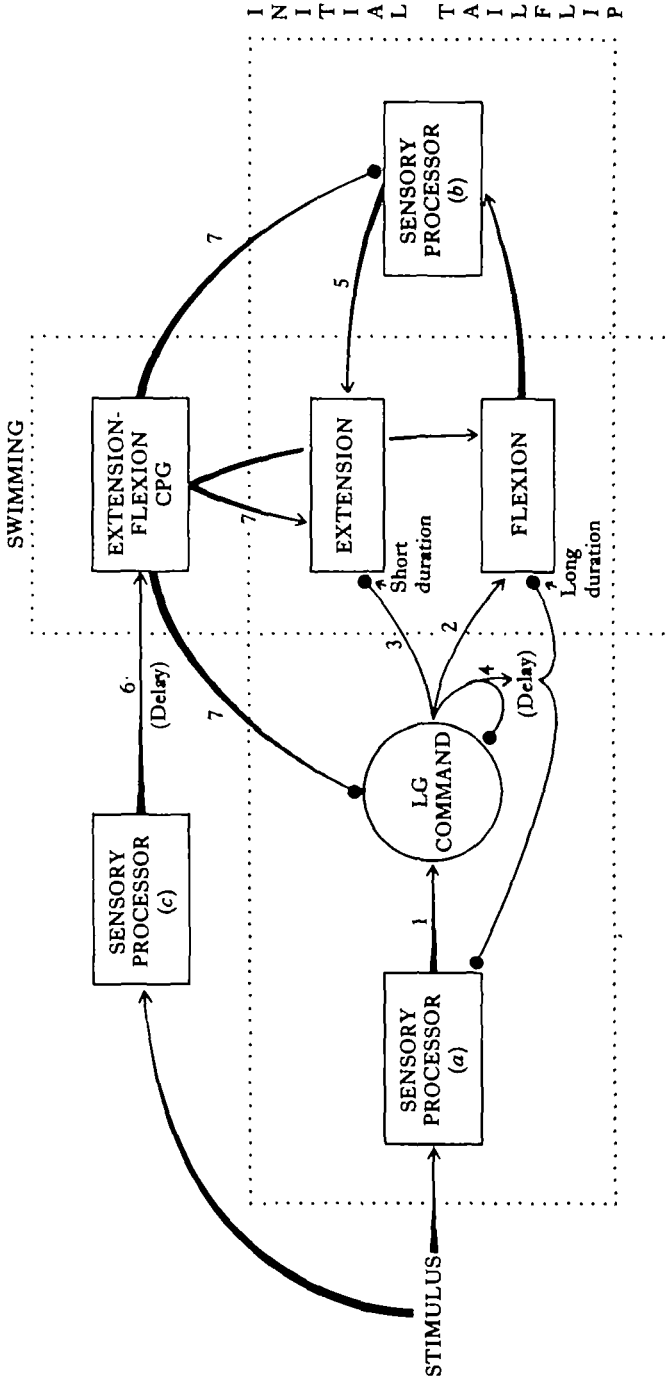 SWIMMING
SENSORY
PROCESSOR
(c)
6
(Delay)
EXTENSION-
FLEXION
CPG
7
7
7
INITIAL TAILFLIP
STIMULUS
SENSORY
PROCESSOR
(a)
1
LG
COMMAND
3
2
4
(Delay)
Short
duration
EXTENSION
FLEXION
Long
duration
5
SENSORY
PROCESSOR
(b)